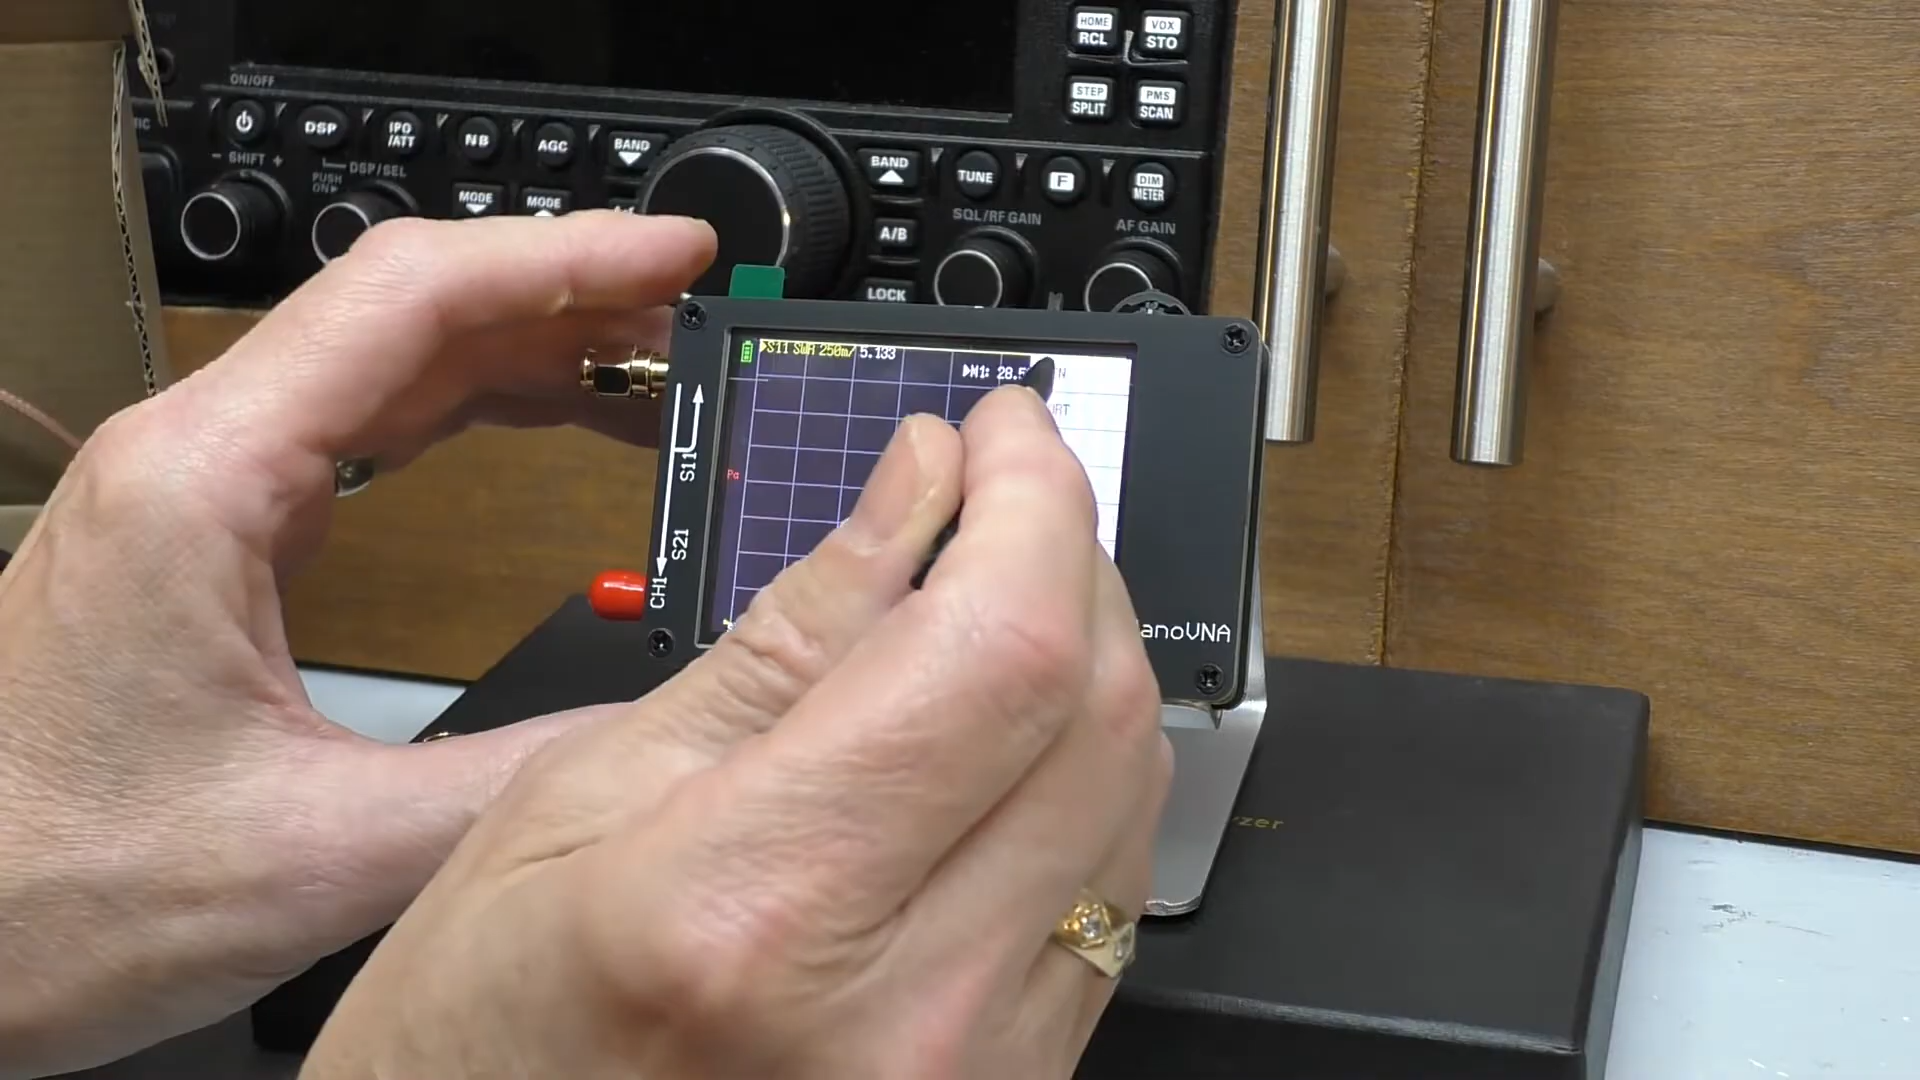 HOME
RCL
VOX
STO
STEP
SPLIT
PMS
SCAN
ON/OFF
DSP
IPO
/ATT
NB
AGC
BAND
BAND
TUNE
F
DIM
METER
- SHIFT +
DSP/SEL
PUSH
ON
MODE
MODE
A/B
SQL/RF GAIN
AF GAIN
LOCK
S11 SWR 250m/ 5.133
M1: 28.5
S11
S21
CH1
anoVNA
yzer